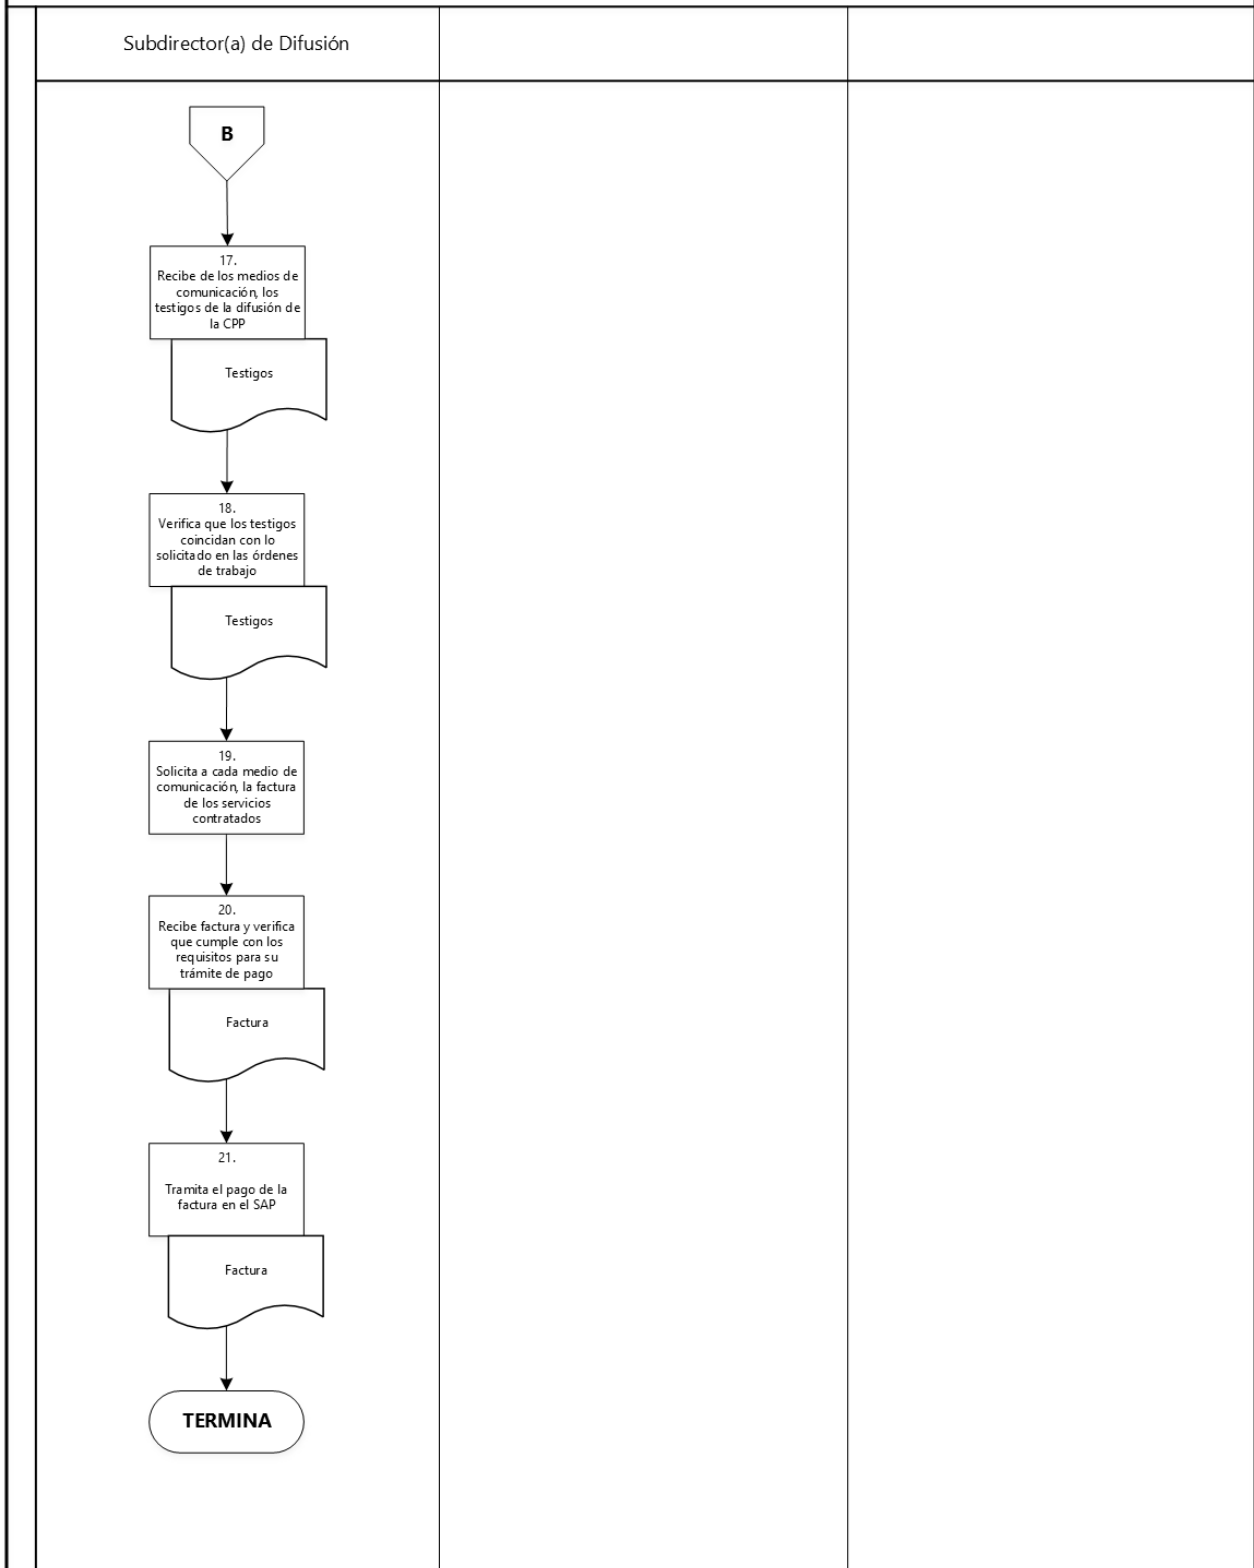 Subdirector(a) de Difusión
B
17.
Recibe de los medios de
comunicación, los
testigos de la difusión de
la CPP
Testigos
18.
Verifica que los testigos
coincidan con lo
solicitado en las órdenes
de trabajo
Testigos
19.
Solicita a cada medio de
comunicación, la factura
de los servicios
contratados
20.
Recibe factura y verifica
que cumple con los
requisitos para su
trámite de pago
Factura
21.
Tramita el pago de la
factura en el SAP
Factura
TERMINA